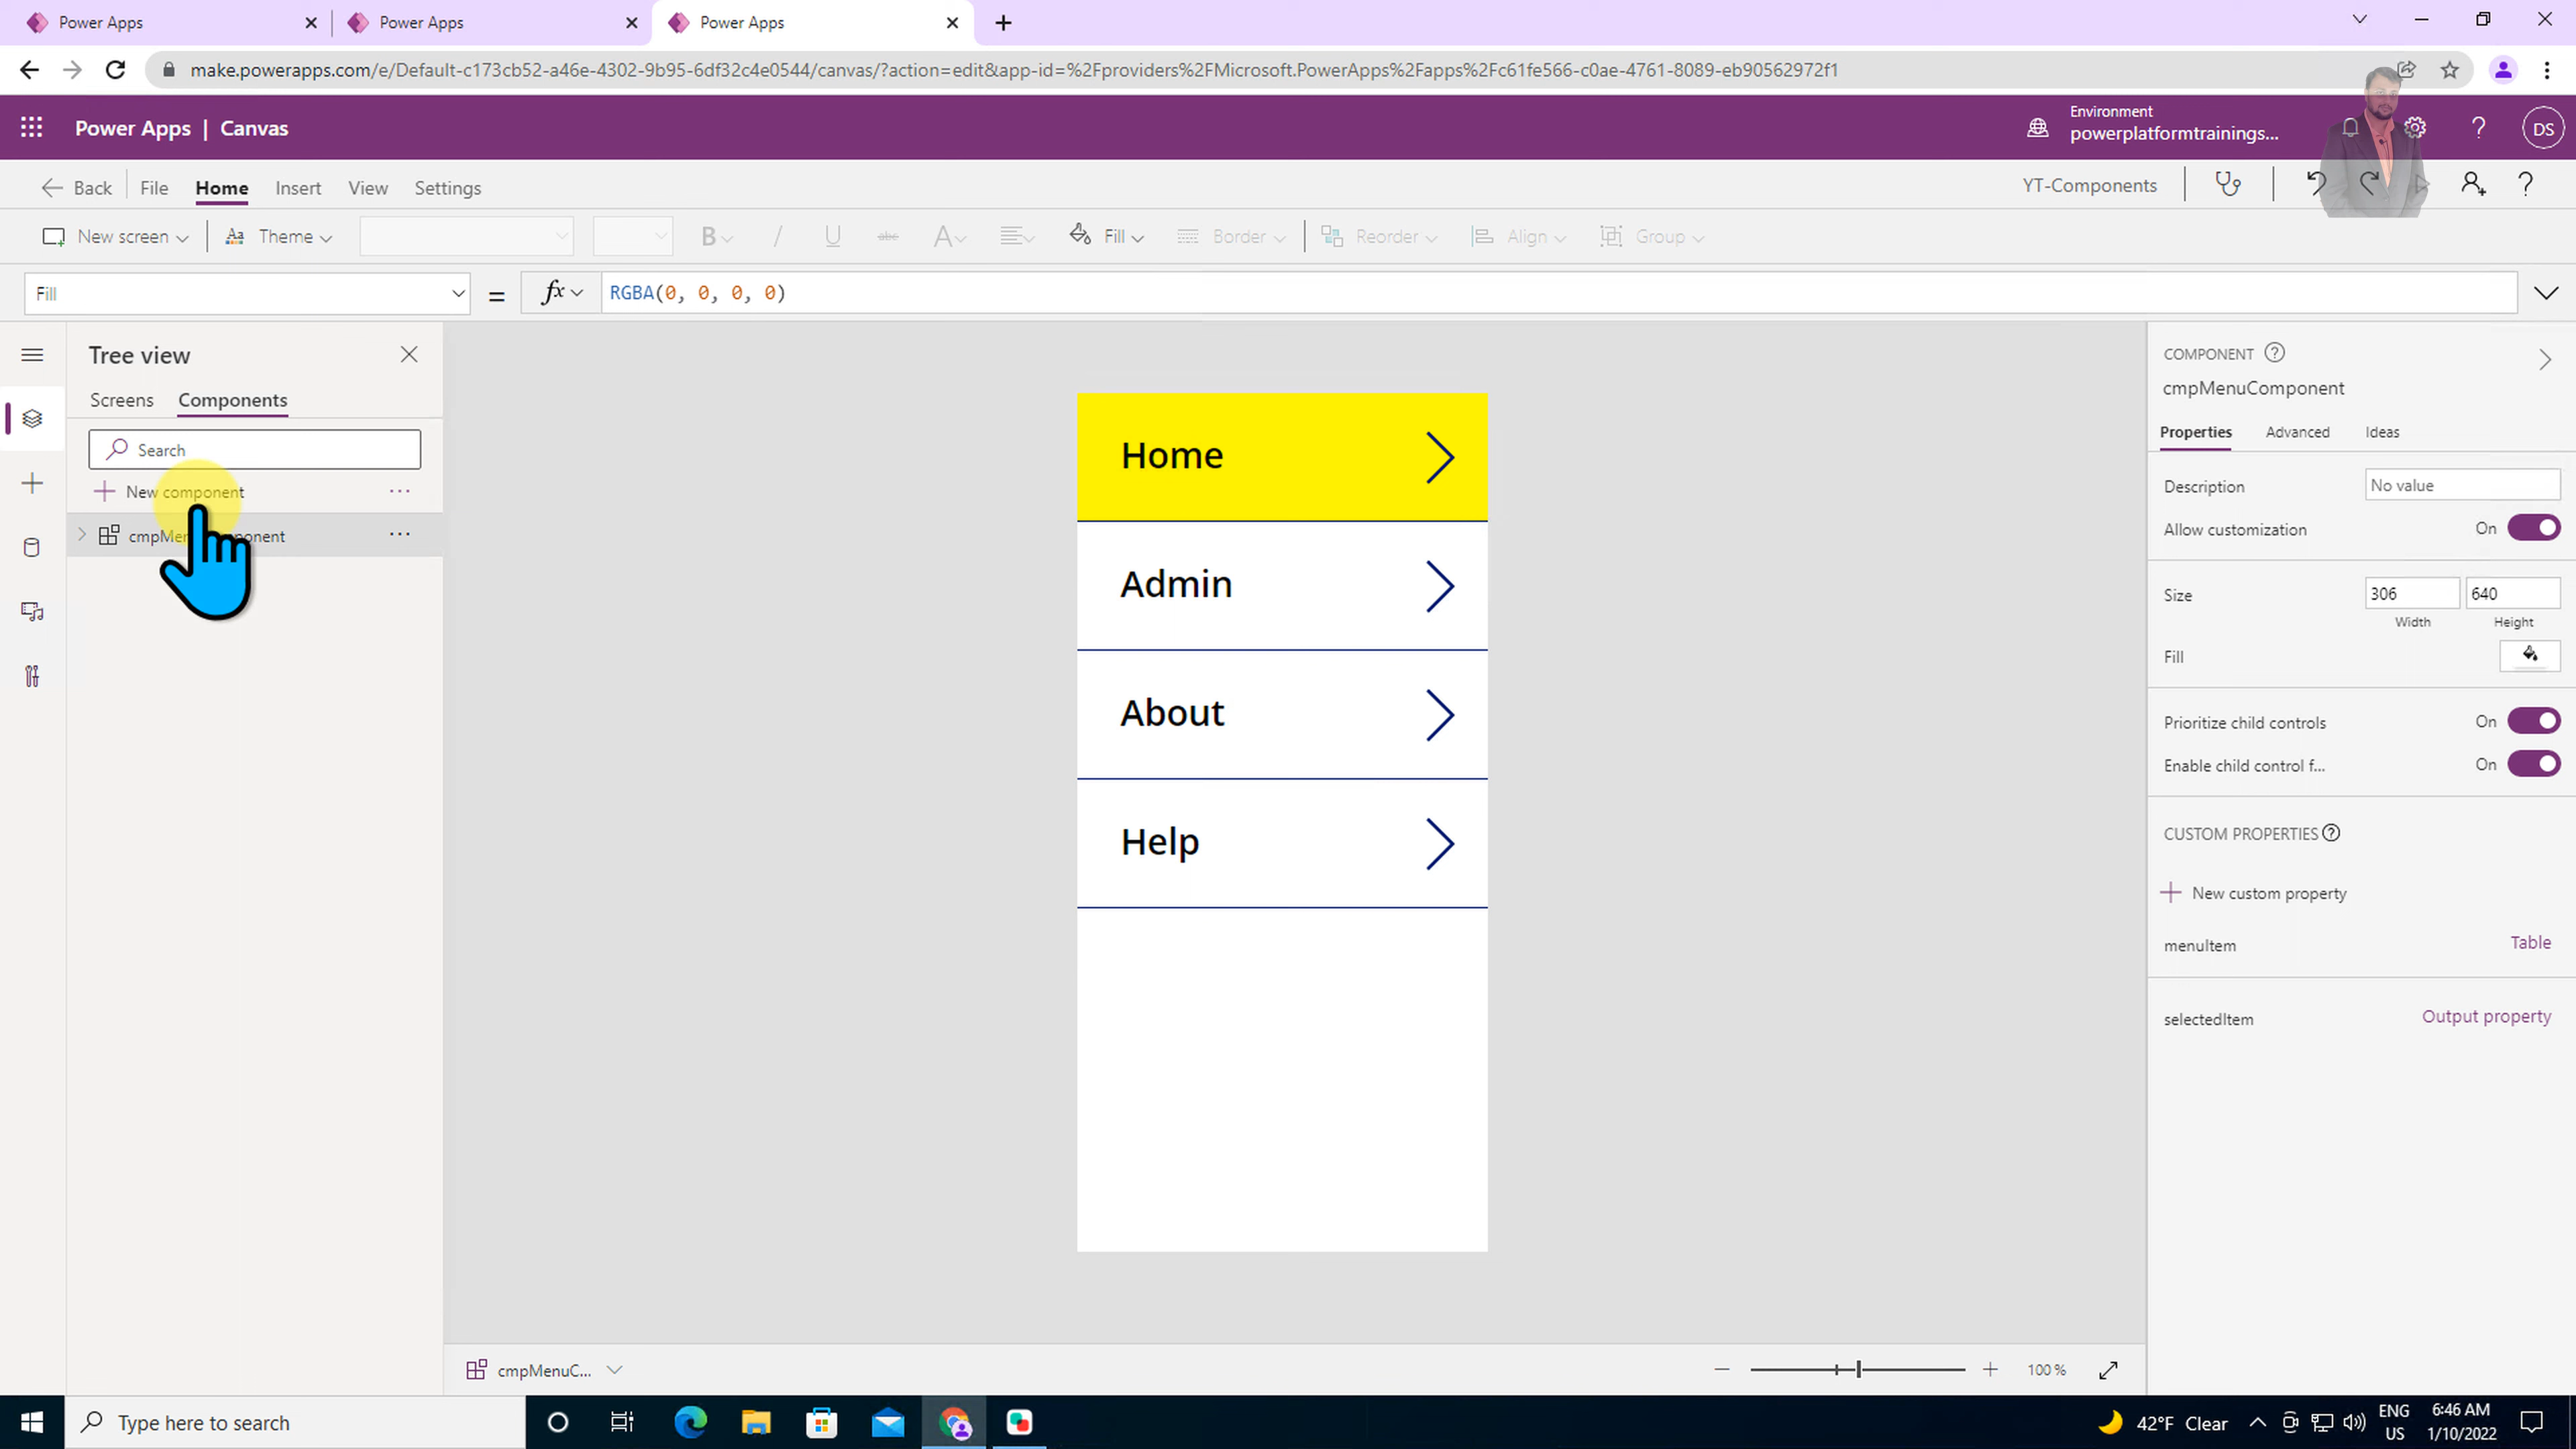 Power Apps
Power Apps
Power Apps
make.powerapps.com/e/Default-c173cb52-a46e-4302-9b95-6df32c4e0544/canvas/?action=edit&app-id=%2Fproviders%2FMicrosoft.PowerApps%2Fapps%2Fc61fe566-c0ae-4761-8089-eb90562972f1
Power Apps | Canvas
Environment
powerplatformtrainings...
DS
Back File Home Insert View Settings
YT-Components
New screen Theme B / U abc A Fill Border Reorder Align Group
Fill = fx RGBA(0, 0, 0, 0)
Tree view
Screens Components
Search
New component ...
cmpMenuComponent ...
Home
Admin
About
Help
COMPONENT
cmpMenuComponent
Properties Advanced Ideas
Description No value
Allow customization On
Size 306 640
Width Height
Fill
Prioritize child controls On
Enable child control f... On
CUSTOM PROPERTIES
New custom property
menuItem Table
selectedItem Output property
cmpMenuC...
100 %
Type here to search
42°F Clear
ENG
US
6:46 AM
1/10/2022